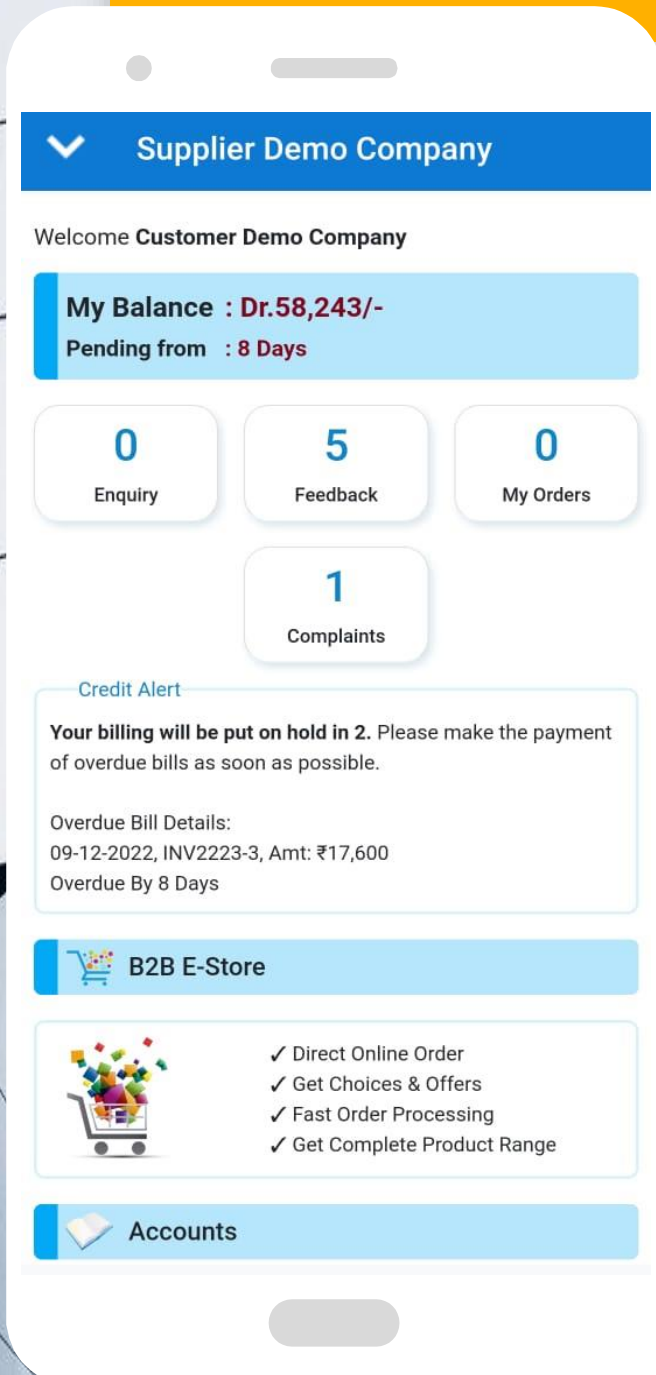 Supplier Demo Company
Welcome Customer Demo Company
My Balance : Dr.58,243/-
Pending from : 8 Days
0
Enquiry
5
Feedback
0
My Orders
1
Complaints
Credit Alert
Your billing will be put on hold in 2. Please make the payment
of overdue bills as soon as possible.
Overdue Bill Details:
09-12-2022, INV2223-3, Amt: ₹17,600
Overdue By 8 Days
B2B E-Store
✓ Direct Online Order
✓ Get Choices & Offers
✓ Fast Order Processing
✓ Get Complete Product Range
Accounts